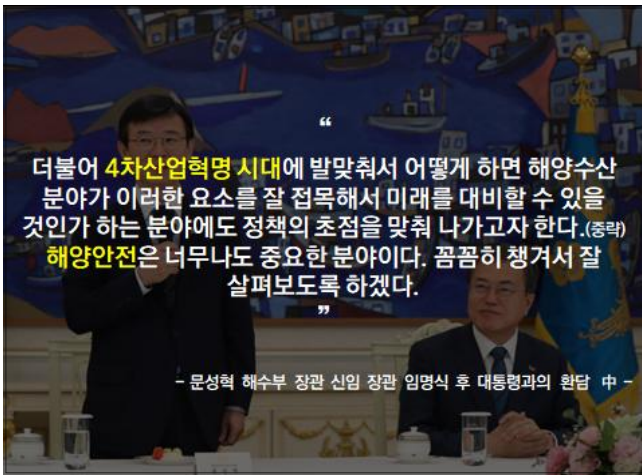 “
더불어 4차산업혁명 시대에 발맞춰서 어떻게 하면 해양수산
분야가 이러한 요소를 잘 접목해서 미래를 대비할 수 있을
것인가 하는 분야에도 정책의 초점을 맞춰 나가고자 한다.(중략)
해양안전은 너무나도 중요한 분야이다. 꼼꼼히 챙겨서 잘
살펴보도록 하겠다.
”
- 문성혁 해수부 장관 신임 장관 임명식 후 대통령과의 환담 中 -